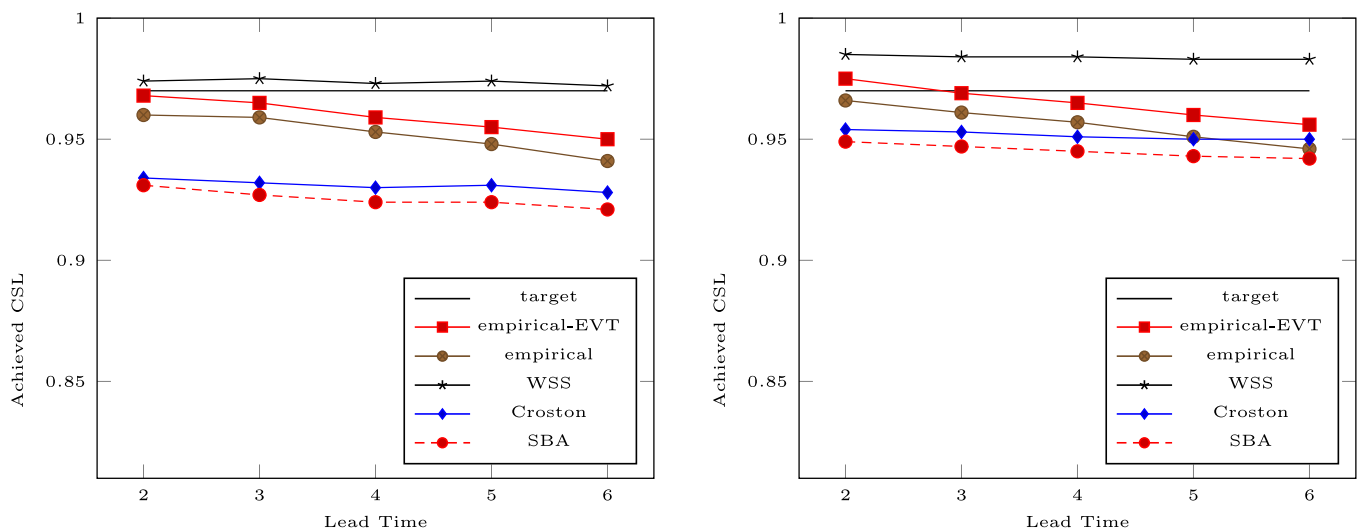 1
0.95
0.9
0.85
Achieved CSL
2 3 4 5 6
Lead Time
target
empirical-EVT
empirical
WSS
Croston
SBA
1
0.95
0.9
0.85
Achieved CSL
2 3 4 5 6
Lead Time
target
empirical-EVT
empirical
WSS
Croston
SBA